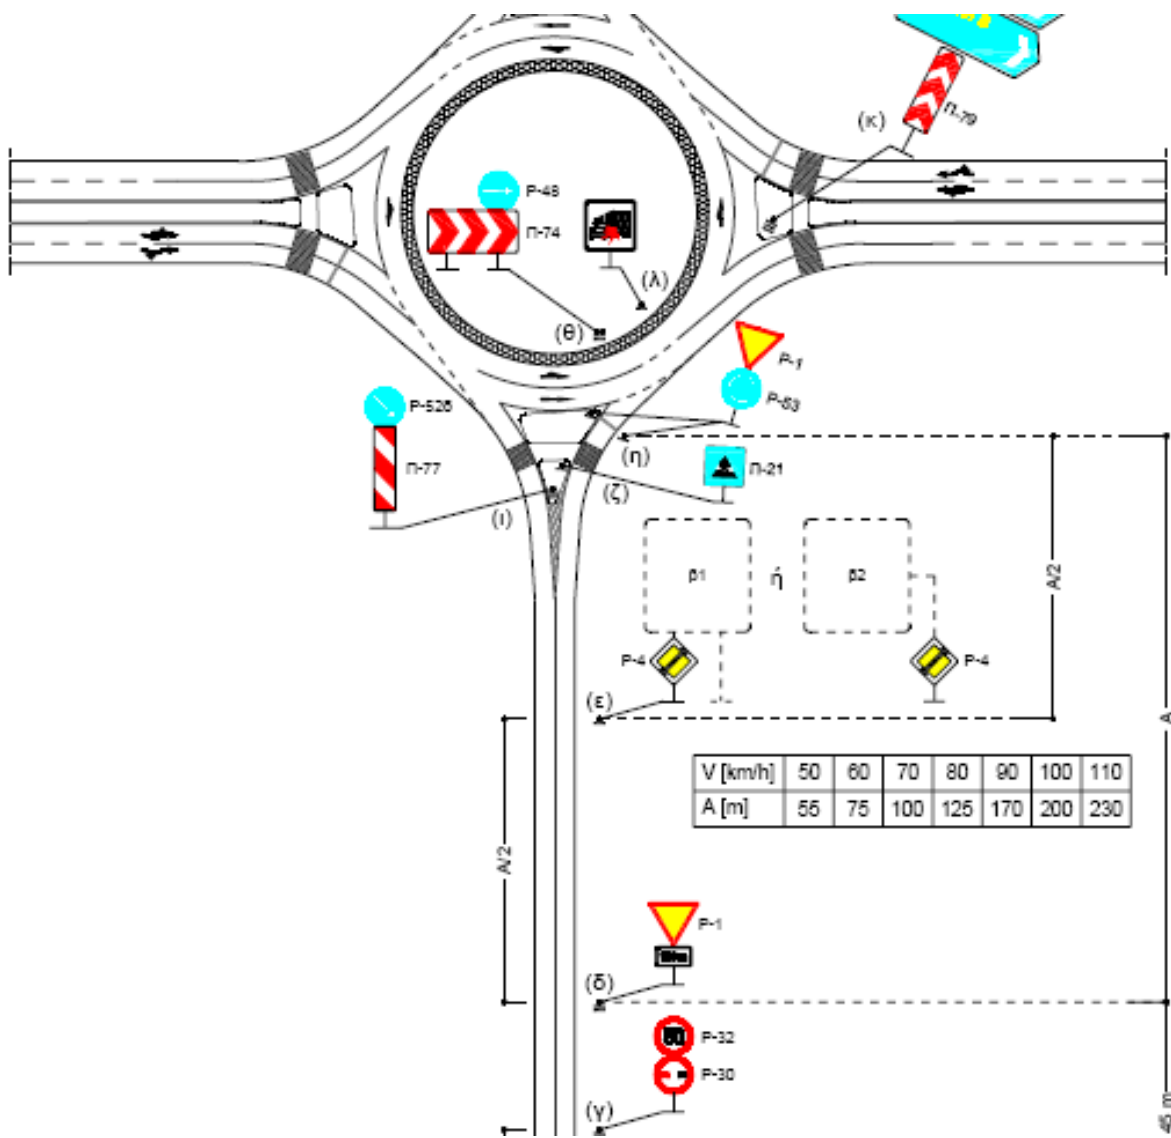 Π-79
(κ)
Ρ-48
Π-74
(λ)
(θ)
Ρ-1
Ρ-52δ
Ρ-53
Π-77
(η)
Π-21
(ζ)
(ι)
β1
ή
β2
Α/2
Ρ-4
Ρ-4
(ε)
Α
V [km/h] 50 60 70 80 90 100 110
A [m] 55 75 100 125 170 200 230
Α/2
Ρ-1
(δ)
Ρ-32
Ρ-30
(γ)
45 m